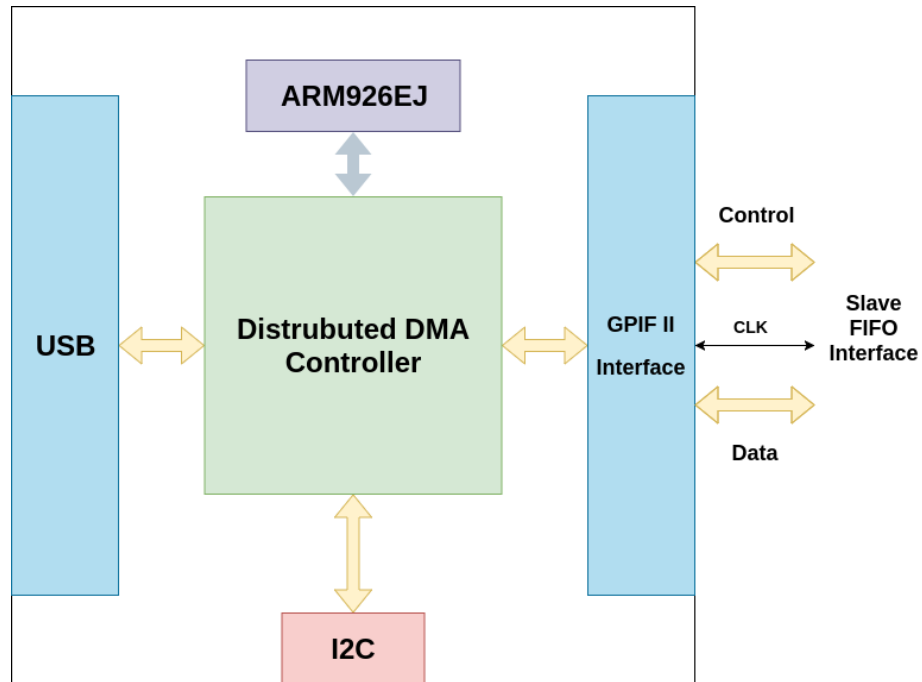 ARM926EJ
Control
USB
Distrubuted DMA
Controller
GPIF II
Interface
CLK
Slave
FIFO
Interface
Data
I2C